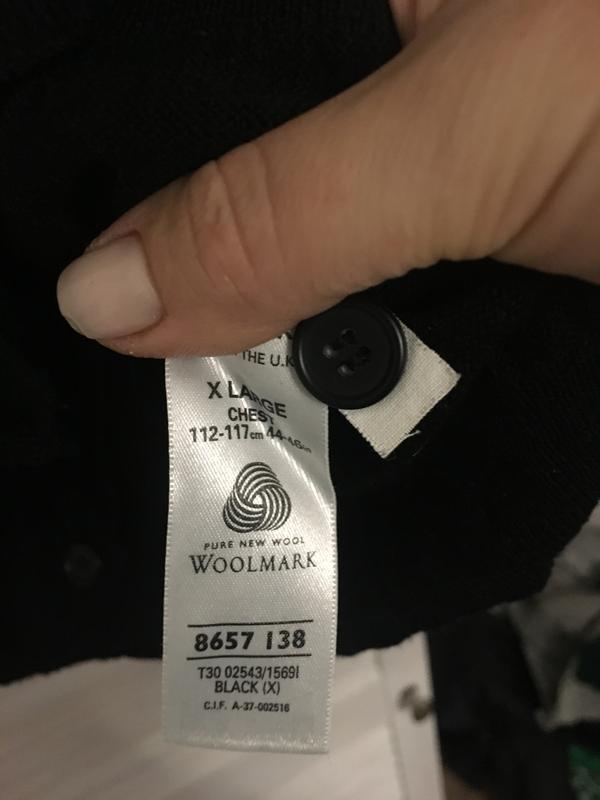 THE U.K
X LARGE
CHEST
112-117cm 44-46in
PURE NEW WOOL
WOOLMARK
8657 138
T30 02543/1569I
BLACK (X)
C.I.F. A-37-002516